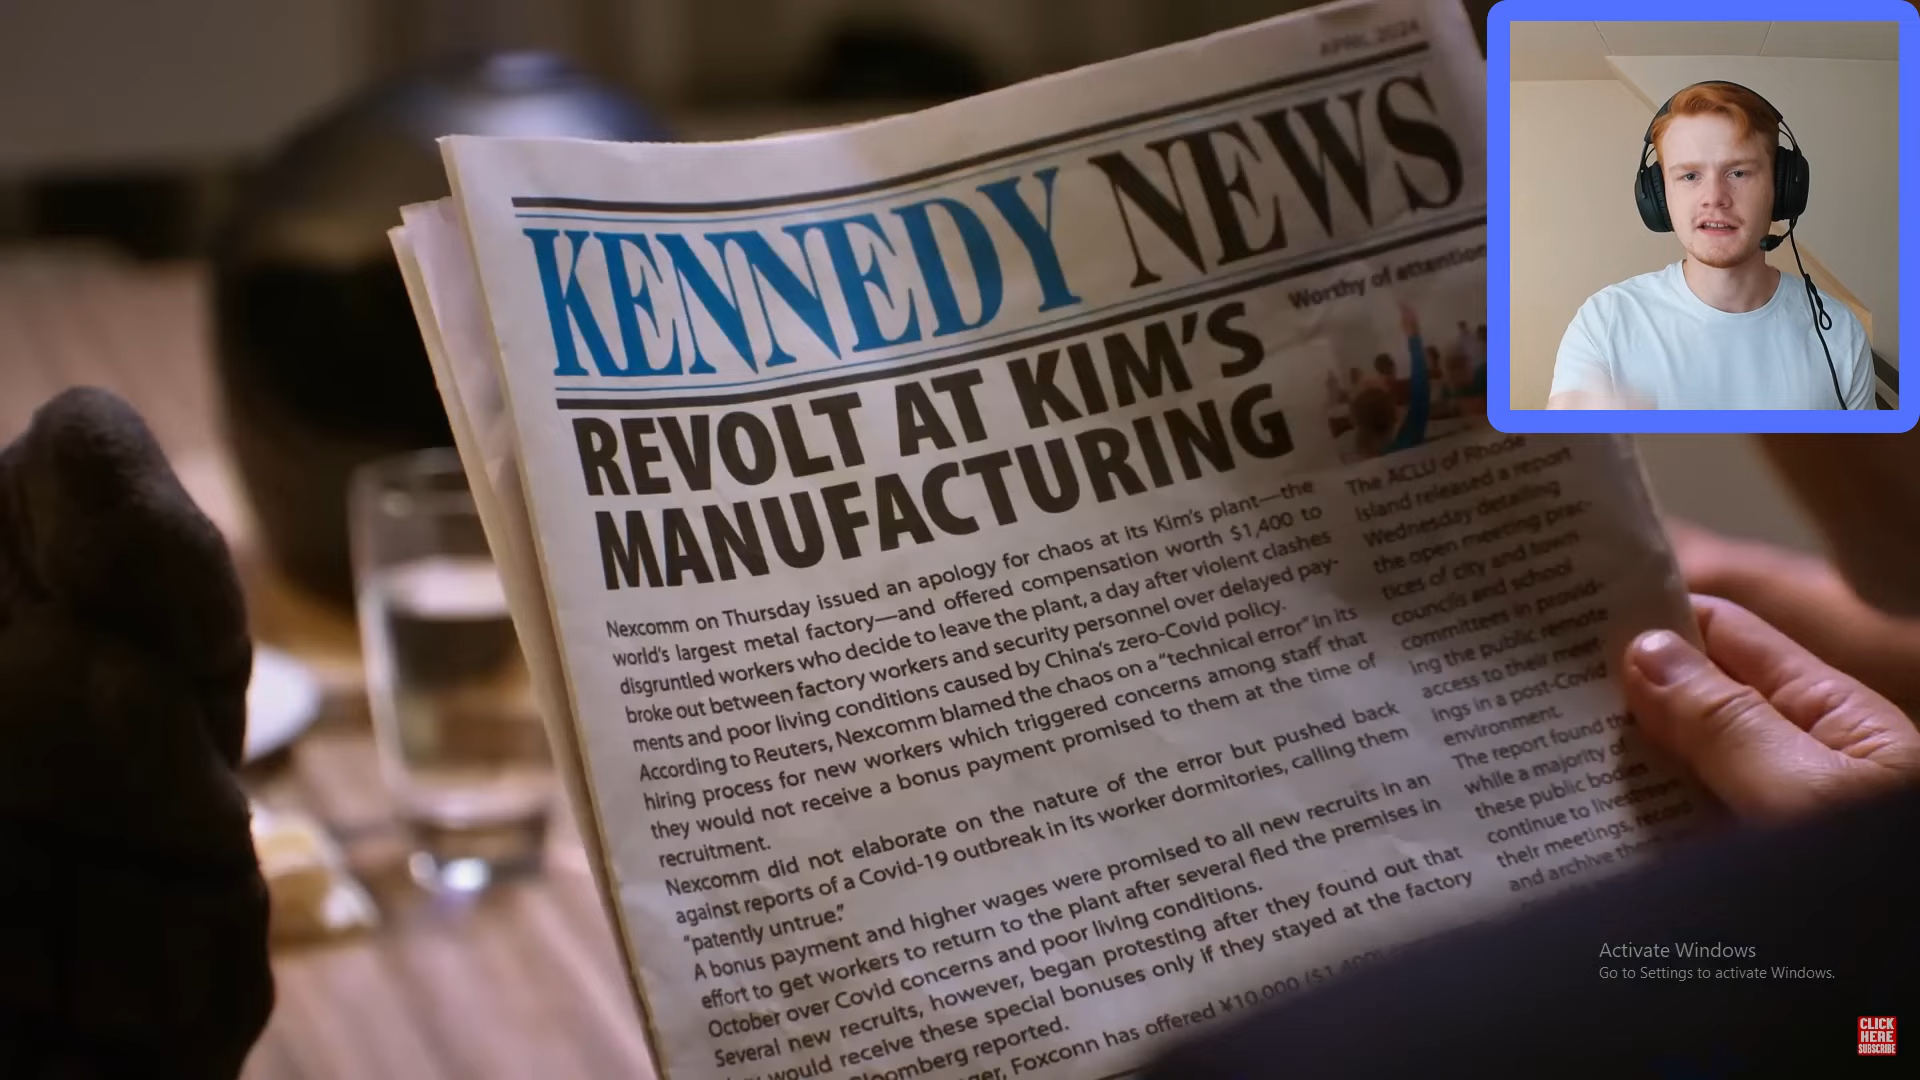 APRIL 2024
KENNEDY NEWS
REVOLT AT KIM'S
MANUFACTURING
Nexcomm on Thursday issued an apology for chaos at its Kim's plant—the
world's largest metal factory—and offered compensation worth $1,400 to
disgruntled workers who decide to leave the plant, a day after violent clashes
broke out between factory workers and security personnel over delayed pay-
ments and poor living conditions caused by China's zero-Covid policy.
According to Reuters, Nexcomm blamed the chaos on a "technical error" in its
hiring process for new workers which triggered concerns among staff that
they would not receive a bonus payment promised to them at the time of
recruitment.
Nexcomm did not elaborate on the nature of the error but pushed back
against reports of a Covid-19 outbreak in its worker dormitories, calling them
"patently untrue."
A bonus payment and higher wages were promised to all new recruits in an
effort to get workers to return to the plant after several fled the premises in
October over Covid concerns and poor living conditions.
Several new recruits, however, began protesting after they found out that
would receive these special bonuses only if they stayed at the factory
loomberg reported.
ger, Foxconn has offered ¥10,000 ($1,400)
Worthy of attention
The ACLU of Rhode
Island released a report
Wednesday detailing
the open meeting prac-
tices of city and town
councils and school
committees in provid-
ing the public remote
access to their meet-
ings in a post-Covid
environment.
The report found tha
while a majority of
these public bodies
continue to livestream
their meetings, record
and archive them
Activate Windows
Go to Settings to activate Windows.
CLICK
HERE
SUBSCRIBE